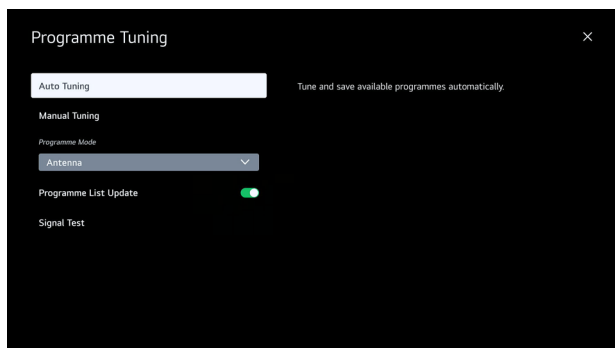 Programme Tuning
Auto Tuning
Tune and save available programmes automatically.
Manual Tuning
Programme Mode
Antenna
Programme List Update
Signal Test